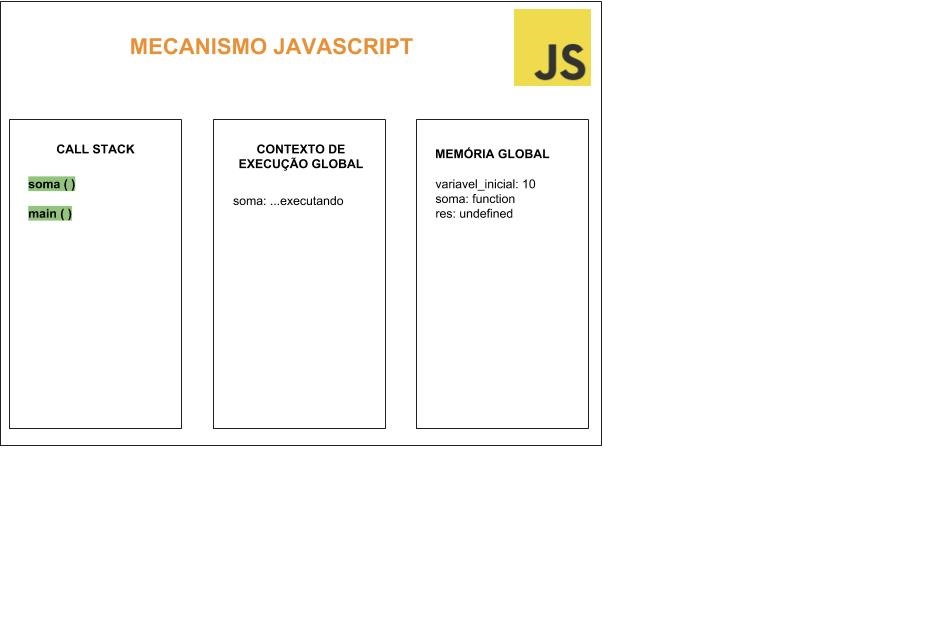 MECANISMO JAVASCRIPT
JS
CALL STACK
soma ( )
main ( )
CONTEXTO DE
EXECUÇÃO GLOBAL
soma: ...executando
MEMÓRIA GLOBAL
variavel_inicial: 10
soma: function
res: undefined